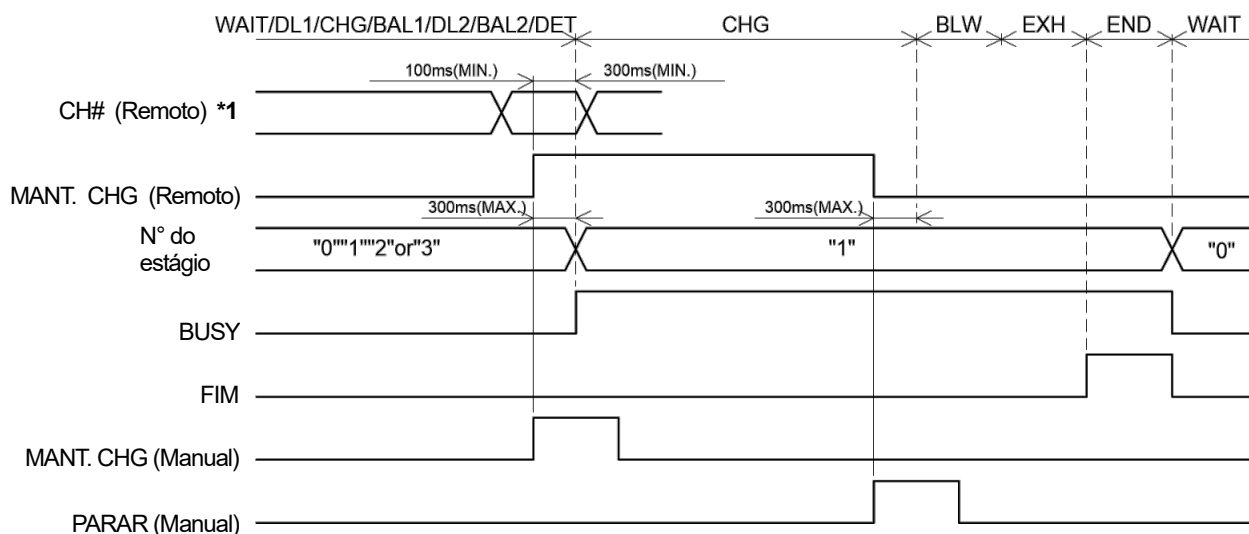 WAIT/DL1/CHG/BAL1/DL2/BAL2/DET CHG BLW EXH END WAIT
100ms(MIN.) 300ms(MIN.)
CH# (Remoto) *1
MANT. CHG (Remoto)
300ms(MAX.) 300ms(MAX.)
N° do
estágio
"0""1""2"or"3" "1" "0"
BUSY
FIM
MANT. CHG (Manual)
PARAR (Manual)